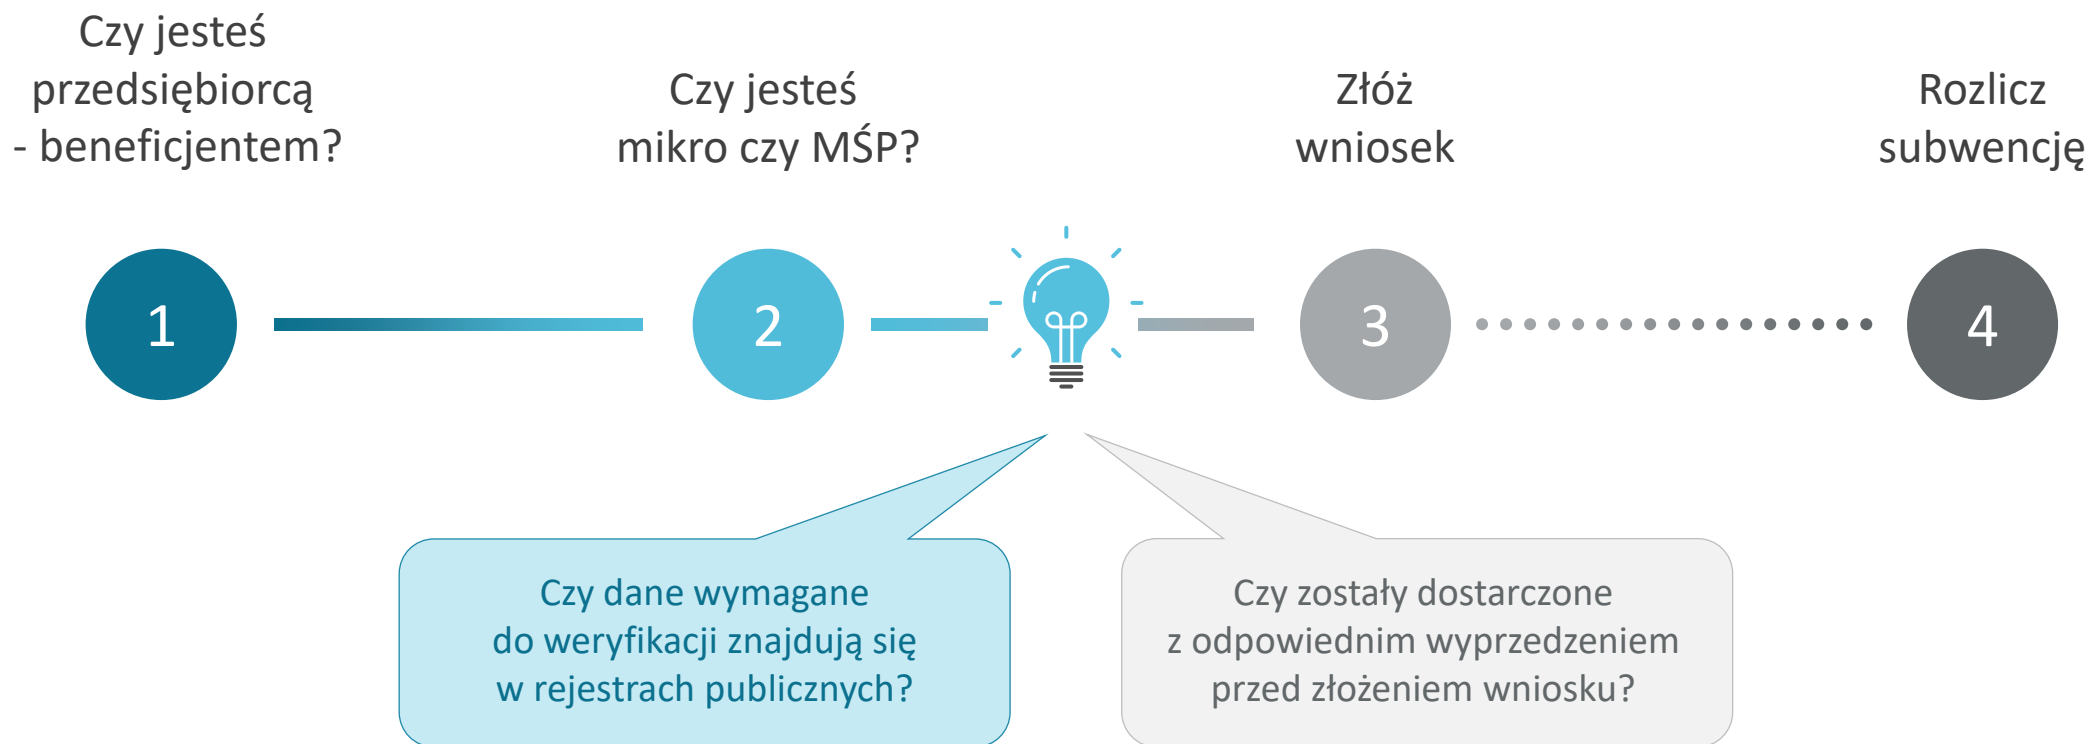 Czy jesteś
przedsiębiorcą
- beneficjentem?
Czy jesteś
mikro czy MŚP?
Złóż
wniosek
Rozlicz
subwencję
1
2
3
4
Czy dane wymagane
do weryfikacji znajdują się
w rejestrach publicznych?
Czy zostały dostarczone
z odpowiednim wyprzedzeniem
przed złożeniem wniosku?